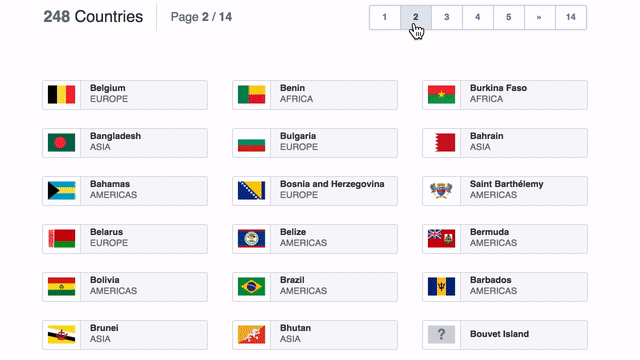 248 Countries
Page 2 / 14
1 2 3 4 5 » 14
Belgium
EUROPE
Benin
AFRICA
Burkina Faso
AFRICA
Bangladesh
ASIA
Bulgaria
EUROPE
Bahrain
ASIA
Bahamas
AMERICAS
Bosnia and Herzegovina
EUROPE
Saint Barthélemy
AMERICAS
Belarus
EUROPE
Belize
AMERICAS
Bermuda
AMERICAS
Bolivia
AMERICAS
Brazil
AMERICAS
Barbados
AMERICAS
Brunei
ASIA
Bhutan
ASIA
?
Bouvet Island